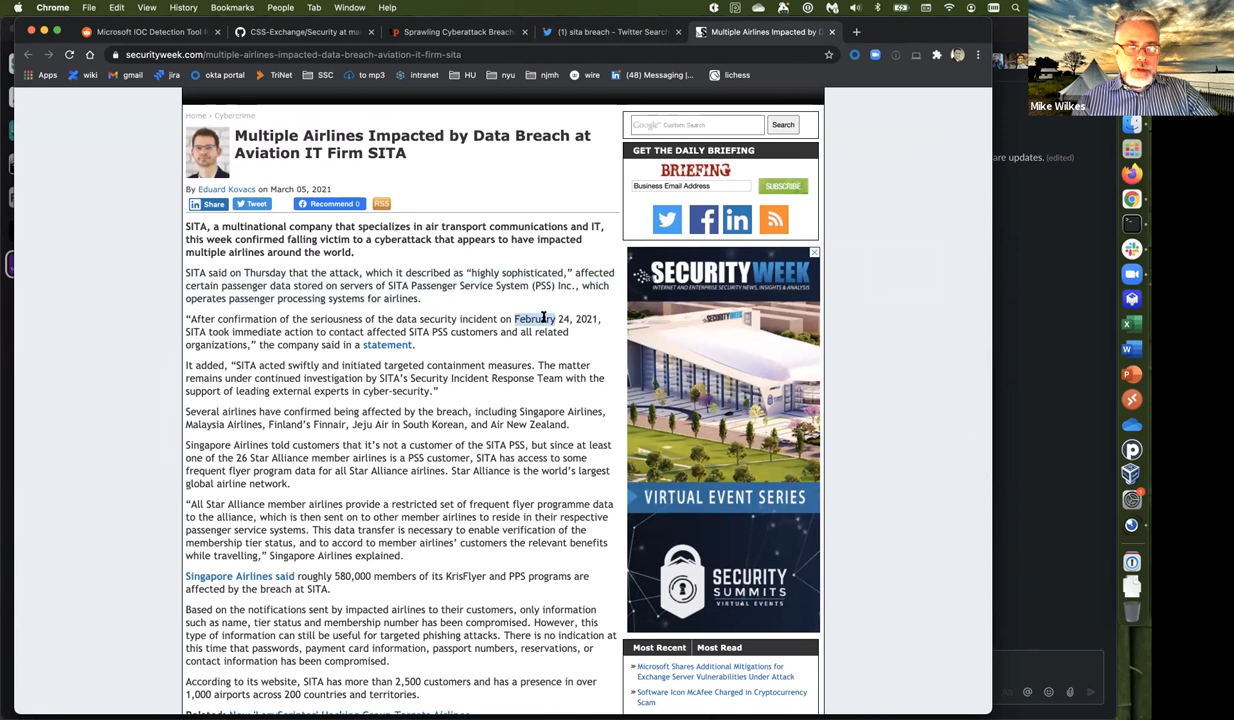 Chrome File Edit View History Bookmarks People Tab Window Help
Microsoft IOC Detection Tool f
CSS-Exchange/Security at ma
Sprawling Cyberattack Breach
(1) sita breach - Twitter Search
Multiple Airlines Impacted by D
securityweek.com/multiple-airlines-impacted-data-breach-aviation-it-firm-sita
Apps wiki gmail jira okta portal TriNet SSC to mp3 intranet HU nyu njmh wire (48) Messaging |... lichess
Mike Wilkes
are updates. (edited)
Home › Cybercrime
Multiple Airlines Impacted by Data Breach at
Aviation IT Firm SITA
By Eduard Kovacs on March 05, 2021
Share Tweet Recommend 0 RSS
SITA, a multinational company that specializes in air transport communications and IT,
this week confirmed falling victim to a cyberattack that appears to have impacted
multiple airlines around the world.
SITA said on Thursday that the attack, which it described as “highly sophisticated,” affected
certain passenger data stored on servers of SITA Passenger Service System (PSS) Inc., which
operates passenger processing systems for airlines.
“After confirmation of the seriousness of the data security incident on February 24, 2021,
SITA took immediate action to contact affected SITA PSS customers and all related
organizations,” the company said in a statement.
It added, “SITA acted swiftly and initiated targeted containment measures. The matter
remains under continued investigation by SITA’s Security Incident Response Team with the
support of leading external experts in cyber-security.”
Several airlines have confirmed being affected by the breach, including Singapore Airlines,
Malaysia Airlines, Finland’s Finnair, Jeju Air in South Korean, and Air New Zealand.
Singapore Airlines told customers that it’s not a customer of the SITA PSS, but since at least
one of the 26 Star Alliance member airlines is a PSS customer, SITA has access to some
frequent flyer program data for all Star Alliance airlines. Star Alliance is the world’s largest
global airline network.
“All Star Alliance member airlines provide a restricted set of frequent flyer programme data
to the alliance, which is then sent on to other member airlines to reside in their respective
passenger service systems. This data transfer is necessary to enable verification of the
membership tier status, and to accord to member airlines’ customers the relevant benefits
while travelling,” Singapore Airlines explained.
Singapore Airlines said roughly 580,000 members of its KrisFlyer and PPS programs are
affected by the breach at SITA.
Based on the notifications sent by impacted airlines to their customers, only information
such as name, tier status and membership number has been compromised. However, this
type of information can still be useful for targeted phishing attacks. There is no indication at
this time that passwords, payment card information, passport numbers, reservations, or
contact information has been compromised.
According to its website, SITA has more than 2,500 customers and has a presence in over
1,000 airports across 200 countries and territories.
Related: New 'LazyScripter' Hacking Group Targets Airlines
Google Custom Search Search
GET THE DAILY BRIEFING
BRIEFING
Business Email Address SUBSCRIBE
SECURITYWEEK
INTERNET AND ENTERPRISE SECURITY NEWS, INSIGHTS & ANALYSIS
VIRTUAL EVENT SERIES
SECURITY
SUMMITS
VIRTUAL EVENTS
Most Recent Most Read
Microsoft Shares Additional Mitigations for
Exchange Server Vulnerabilities Under Attack
Software Icon McAfee Charged in Cryptocurrency
Scam